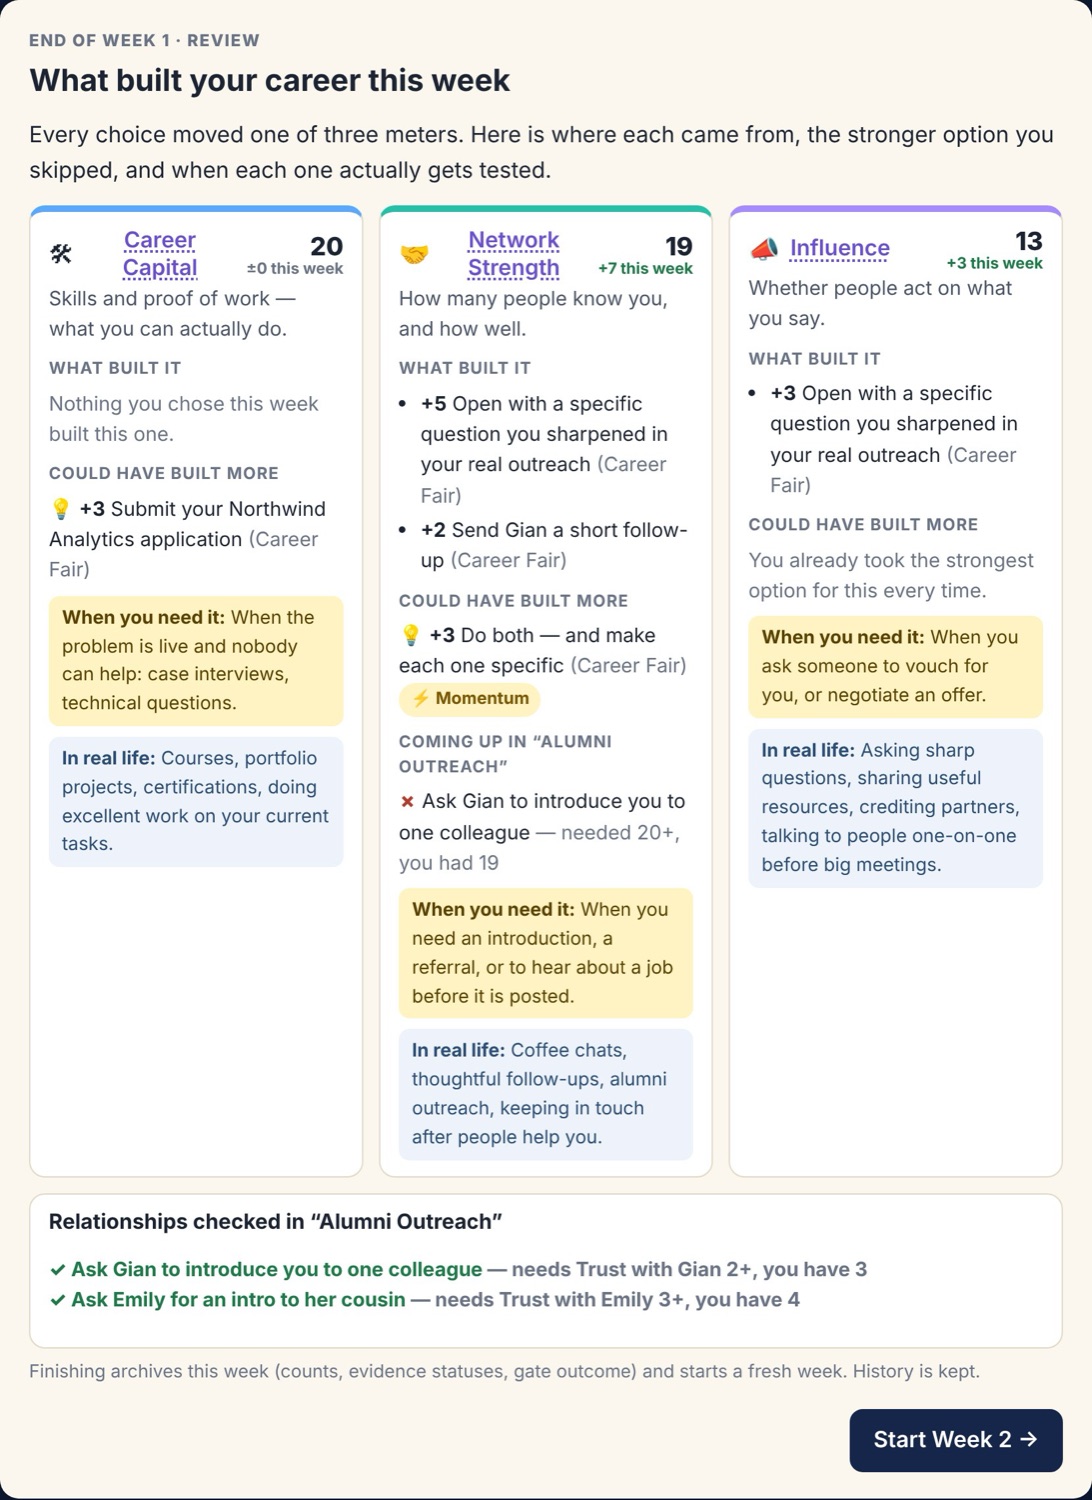 END OF WEEK 1 · REVIEW
What built your career this week
Every choice moved one of three meters. Here is where each came from, the stronger option you
skipped, and when each one actually gets tested.
🛠 Career
Capital
20
±0 this week
Skills and proof of work —
what you can actually do.
WHAT BUILT IT
Nothing you chose this week
built this one.
COULD HAVE BUILT MORE
💡 +3 Submit your Northwind
Analytics application (Career
Fair)
When you need it: When the
problem is live and nobody
can help: case interviews,
technical questions.
In real life: Courses, portfolio
projects, certifications, doing
excellent work on your current
tasks.
🤝 Network
Strength
19
+7 this week
How many people know you,
and how well.
WHAT BUILT IT
• +5 Open with a specific
question you sharpened in
your real outreach (Career
Fair)
• +2 Send Gian a short follow-
up (Career Fair)
COULD HAVE BUILT MORE
💡 +3 Do both — and make
each one specific (Career Fair)
⚡ Momentum
COMING UP IN “ALUMNI
OUTREACH”
✗ Ask Gian to introduce you to
one colleague — needed 20+,
you had 19
When you need it: When you
need an introduction, a
referral, or to hear about a job
before it is posted.
In real life: Coffee chats,
thoughtful follow-ups, alumni
outreach, keeping in touch
after people help you.
📣 Influence
13
+3 this week
Whether people act on what
you say.
WHAT BUILT IT
• +3 Open with a specific
question you sharpened in
your real outreach (Career
Fair)
COULD HAVE BUILT MORE
You already took the strongest
option for this every time.
When you need it: When you
ask someone to vouch for
you, or negotiate an offer.
In real life: Asking sharp
questions, sharing useful
resources, crediting partners,
talking to people one-on-one
before big meetings.
Relationships checked in “Alumni Outreach”
✓ Ask Gian to introduce you to one colleague — needs Trust with Gian 2+, you have 3
✓ Ask Emily for an intro to her cousin — needs Trust with Emily 3+, you have 4
Finishing archives this week (counts, evidence statuses, gate outcome) and starts a fresh week. History is kept.
Start Week 2 →